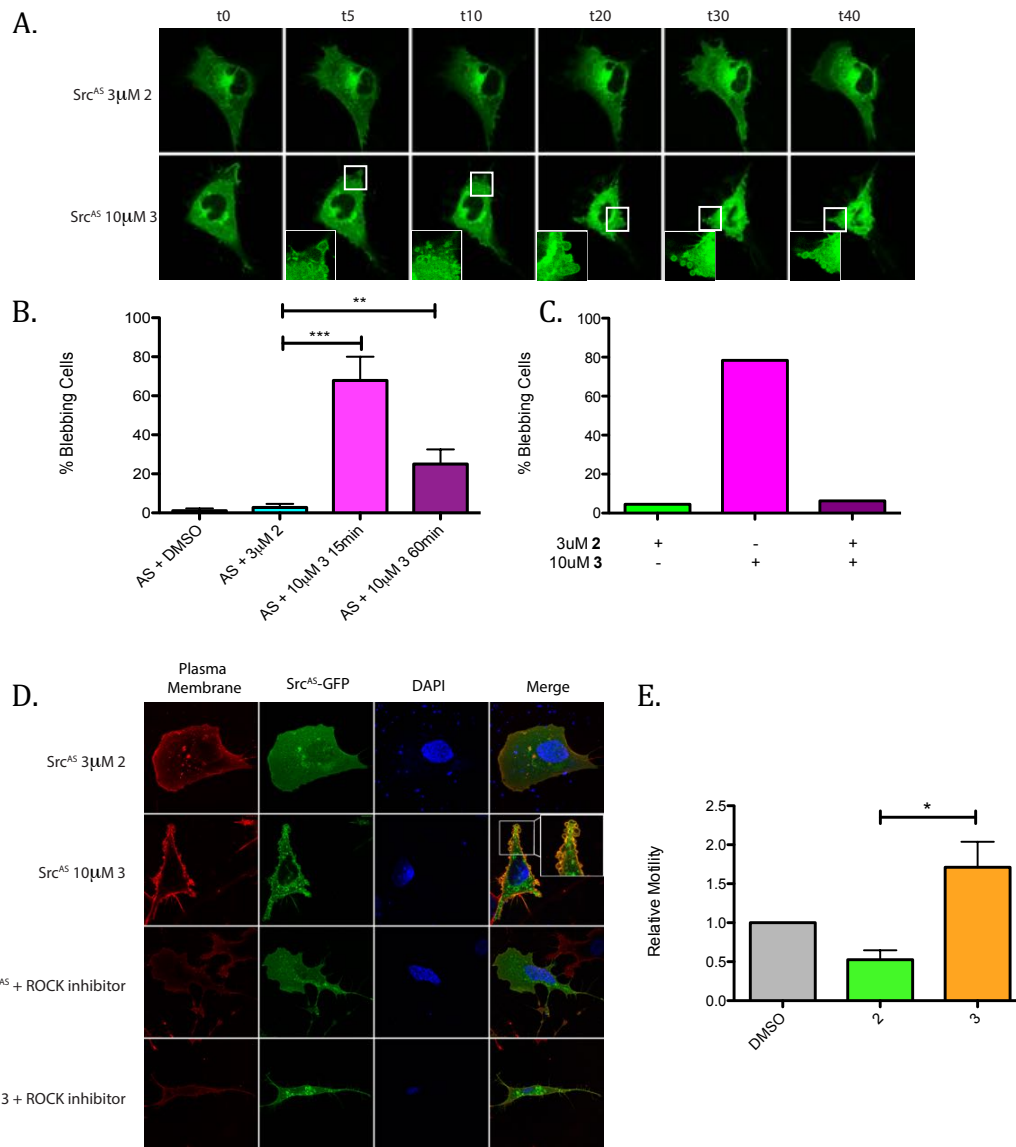 A.
t0 t5 t10 t20 t30 t40
Src^AS 3μM 2
Src^AS 10μM 3
B.
% Blebbing Cells
100
80
60
40
20
0
**
***
AS + DMSO
AS + 3μM 2
AS + 10μM 3 15min
AS + 10μM 3 60min
C.
% Blebbing Cells
100
80
60
40
20
0
3uM 2 + - +
10uM 3 - + +
D.
Plasma
Membrane
Src^AS-GFP
DAPI
Merge
Src^AS 3μM 2
Src^AS 10μM 3
^AS + ROCK inhibitor
3 + ROCK inhibitor
E.
Relative Motility
2.5
2.0
1.5
1.0
0.5
0.0
*
DMSO
2
3